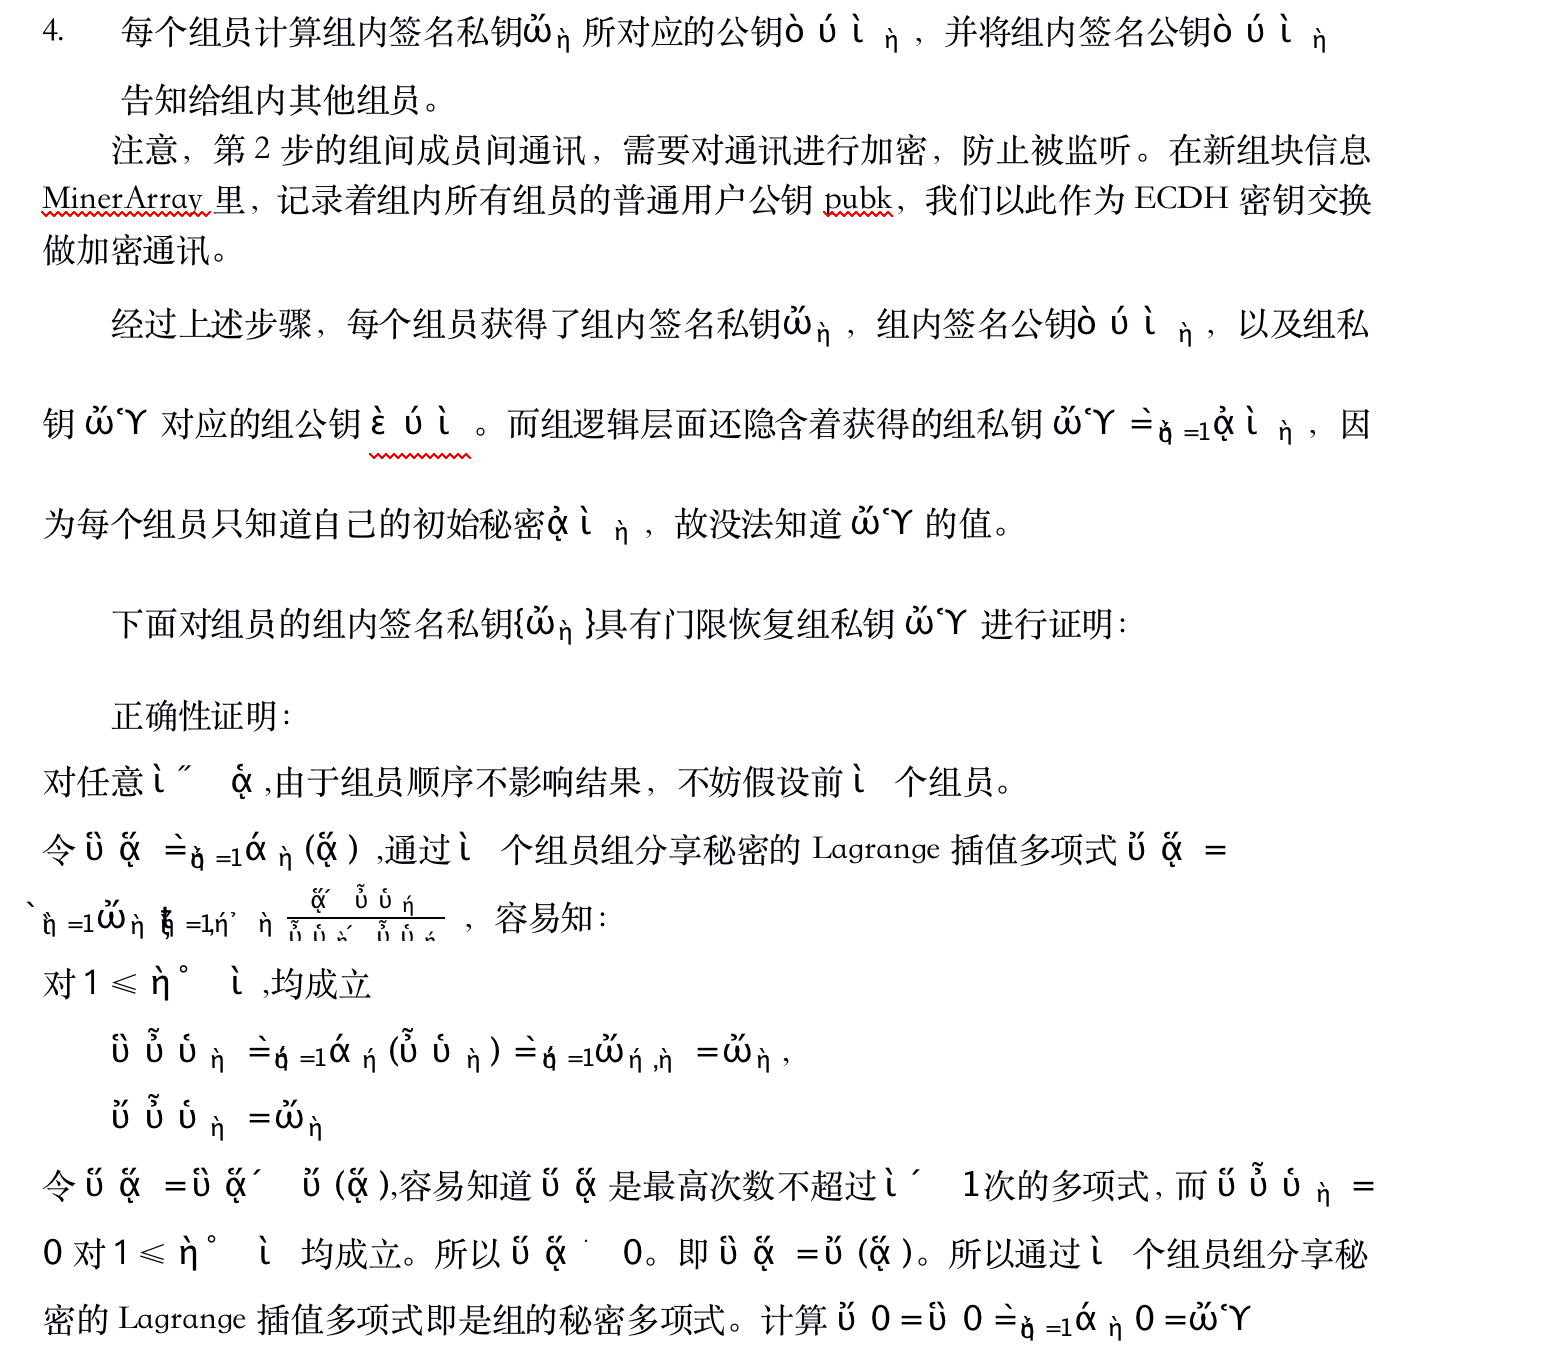 4. 每个组员计算组内签名私钥ὤὴ 所对应的公钥ὸ ύ ὶ ὴ ，并将组内签名公钥ὸ ύ ὶ ὴ
告知给组内其他组员。
注意，第 2 步的组间成员间通讯，需要对通讯进行加密，防止被监听。在新组块信息
MinerArray 里，记录着组内所有组员的普通用户公钥 pubk，我们以此作为 ECDH 密钥交换
做加密通讯。
经过上述步骤，每个组员获得了组内签名私钥ὤὴ ，组内签名公钥ὸ ύ ὶ ὴ ，以及组私
钥 ὤʽϒ 对应的组公钥 ὲ ύ ὶ 。而组逻辑层面还隐含着获得的组私钥 ὤʽϒ =ὴ =1ᾀ ὶ ὴ ，因
为每个组员只知道自己的初始秘密ᾀ ὶ ὴ ，故没法知道 ὤʽϒ 的值。
下面对组员的组内签名私钥{ὤὴ }具有门限恢复组私钥 ὤʽϒ 进行证明：
正确性证明：
对任意 ὶ ˝ ᾁ ,由于组员顺序不影响结果，不妨假设前 ὶ 个组员。
令 ὓ ᾅ =ὴ =1ά ὴ (ᾅ ) ,通过 ὶ 个组员组分享秘密的 Lagrange 插值多项式 ὔ ᾅ =
ὴ =1ὤὴ =1,ή᾽ ὴ ᾅ´ ὖ ὑ ή ὖ ὑ ὴ´ ὖ ὑ ή ，容易知：
对 1 ⩽ ὴ ˚ ὶ ,均成立
ὓ ὖ ὑ ὴ =ή =1ά ή (ὖ ὑ ὴ ) =ή =1ὤή ,ὴ =ὤὴ ,
ὔ ὖ ὑ ὴ =ὤὴ
令 ὕ ᾅ =ὓ ᾅ´ ὔ (ᾅ ),容易知道 ὕ ᾅ 是最高次数不超过 ὶ ´ 1次的多项式, 而 ὕ ὖ ὑ ὴ =
0 对 1 ⩽ ὴ ˚ ὶ 均成立。所以 ὕ ᾅ ˙ 0。即 ὓ ᾅ =ὔ (ᾅ )。所以通过 ὶ 个组员组分享秘
密的 Lagrange 插值多项式即是组的秘密多项式。计算 ὔ 0 =ὓ 0 =ὴ =1ά ὴ 0 =ὤʽϒ